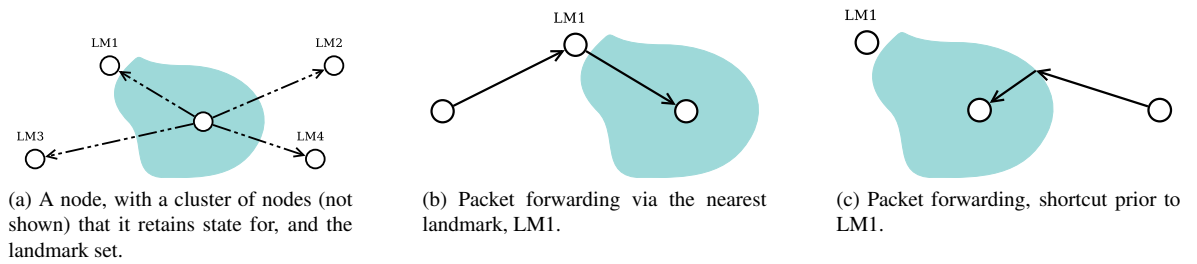 LM1
LM2
LM3
LM4
(a) A node, with a cluster of nodes (not
shown) that it retains state for, and the
landmark set.
LM1
(b) Packet forwarding via the nearest
landmark, LM1.
LM1
(c) Packet forwarding, shortcut prior to
LM1.